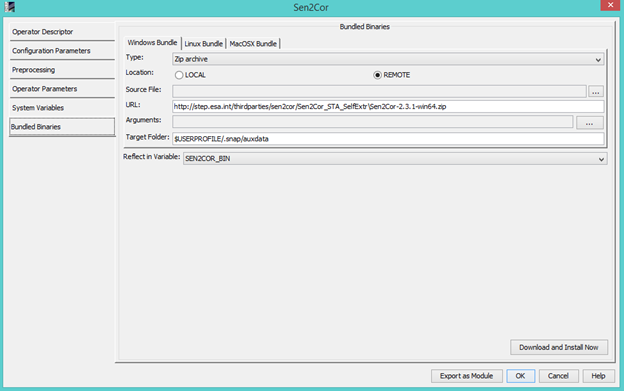 Sen2Cor
Operator Descriptor
Configuration Parameters
Preprocessing
Operator Parameters
System Variables
Bundled Binaries
Bundled Binaries
Windows Bundle Linux Bundle MacOSX Bundle
Type: Zip archive
Location: LOCAL REMOTE
Source File: ...
URL: http://step.esa.int/thirdparties/sen2cor/Sen2Cor_STA_SelfExtr\Sen2Cor-2.3.1-win64.zip
Arguments: ...
Target Folder: $USERPROFILE/.snap/auxdata
Reflect in Variable: SEN2COR_BIN
Download and Install Now
Export as Module OK Cancel Help